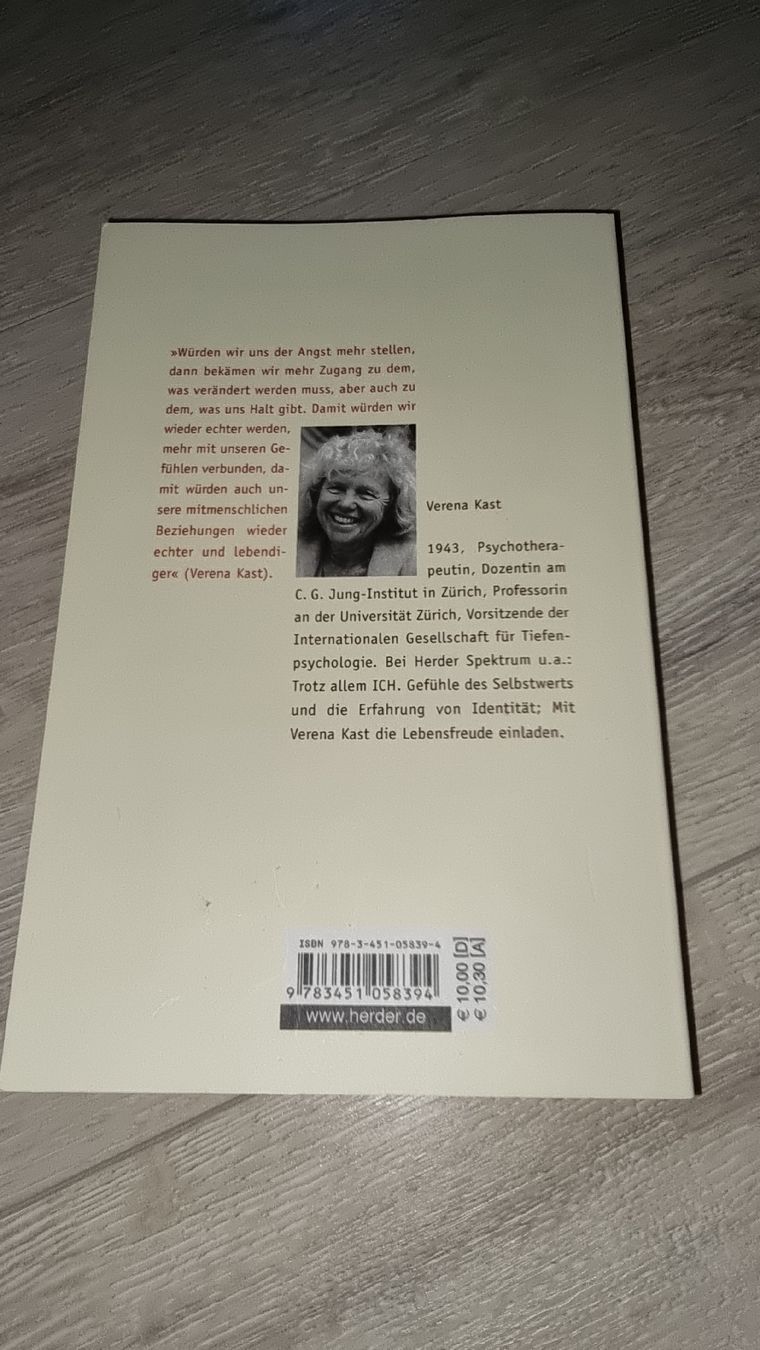 »Würden wir uns der Angst mehr stellen,
dann bekämen wir mehr Zugang zu dem,
was verändert werden muss, aber auch zu
dem, was uns Halt gibt. Damit würden wir
wieder echter werden,
mehr mit unseren Ge-
fühlen verbunden, da-
mit würden auch un-
sere mitmenschlichen
Beziehungen wieder
echter und lebendi-
ger« (Verena Kast).
Verena Kast
1943, Psychothera-
peutin, Dozentin am
C. G. Jung-Institut in Zürich, Professorin
an der Universität Zürich, Vorsitzende der
Internationalen Gesellschaft für Tiefen-
psychologie. Bei Herder Spektrum u.a.:
Trotz allem ICH. Gefühle des Selbstwerts
und die Erfahrung von Identität; Mit
Verena Kast die Lebensfreude einladen.
ISBN 978-3-451-05839-4
9 783451 058394
www.herder.de
€ 10,00 [D]
€ 10,30 [A]